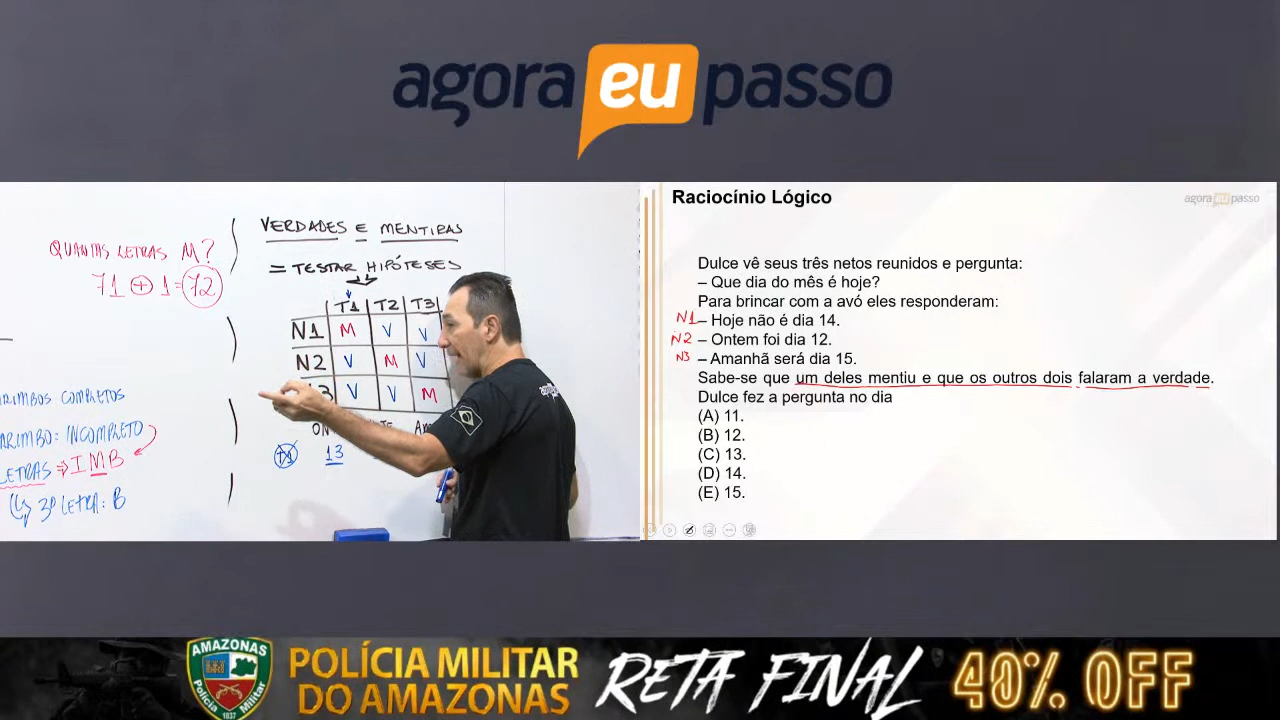 agora eu passo
QUANTAS LETRAS M?
71 ⊕ 1 = 72
COMPLETOS
INCOMPLETO
LETRAS ⇒ IMB
3ª LETRA: B
VERDADES E MENTIRAS
= TESTAR HIPÓTESES
T1 T2 T3
N1 M V V
N2 V M V
3 V V M
T1 13
Raciocínio Lógico
agora eu passo
Dulce vê seus três netos reunidos e pergunta:
– Que dia do mês é hoje?
Para brincar com a avó eles responderam:
N1 – Hoje não é dia 14.
N2 – Ontem foi dia 12.
N3 – Amanhã será dia 15.
Sabe-se que um deles mentiu e que os outros dois falaram a verdade.
Dulce fez a pergunta no dia
(A) 11.
(B) 12.
(C) 13.
(D) 14.
(E) 15.
AMAZONAS
Polícia Militar
1837
POLÍCIA MILITAR
DO AMAZONAS
RETA FINAL
40% OFF